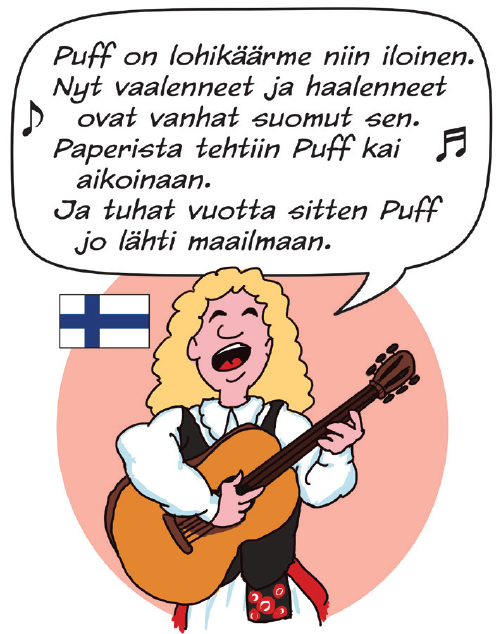 Puff on lohikäärme niin iloinen.
Nyt vaalenneet ja haalenneet
ovat vanhat suomut sen.
Paperista tehtiin Puff kai
aikoinaan.
Ja tuhat vuotta sitten Puff
jo lähti maailmaan.